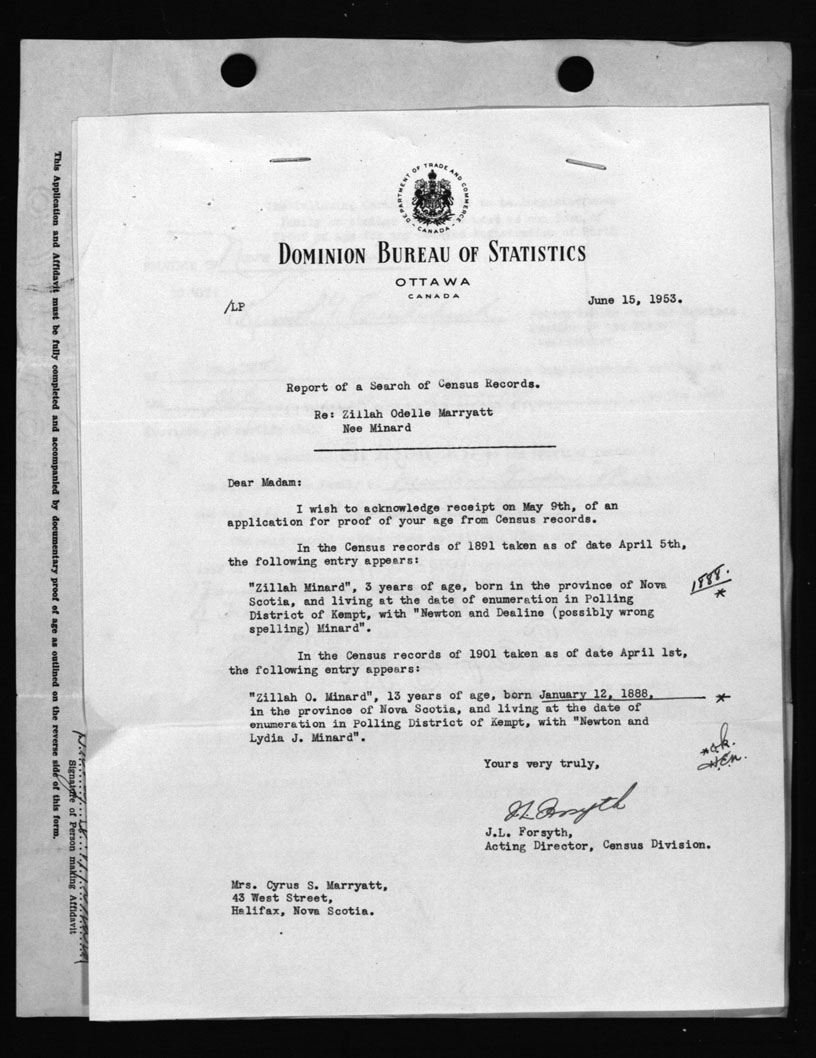 DEPARTMENT OF TRADE AND COMMERCE
CANADA
DOMINION BUREAU OF STATISTICS
OTTAWA
CANADA
/LP
June 15, 1953.
Report of a Search of Census Records.
Re: Zillah Odelle Marryatt
Nee Minard
Dear Madam:
I wish to acknowledge receipt on May 9th, of an
application for proof of your age from Census records.
In the Census records of 1891 taken as of date April 5th,
the following entry appears:
"Zillah Minard", 3 years of age, born in the province of Nova
Scotia, and living at the date of enumeration in Polling
District of Kempt, with "Newton and Dealine (possibly wrong
spelling) Minard".
1888.
*
In the Census records of 1901 taken as of date April 1st,
the following entry appears:
"Zillah O. Minard", 13 years of age, born January 12, 1888, *
in the province of Nova Scotia, and living at the date of
enumeration in Polling District of Kempt, with "Newton and
Lydia J. Minard".
Yours very truly,
J L Forsyth
J.L. Forsyth,
Acting Director, Census Division.
Mrs. Cyrus S. Marryatt,
43 West Street,
Halifax, Nova Scotia.
This Application and Affidavit must be fully completed and accompanied by documentary proof of age as outlined on the reverse side of this form.
Signature of Person making Affidavit